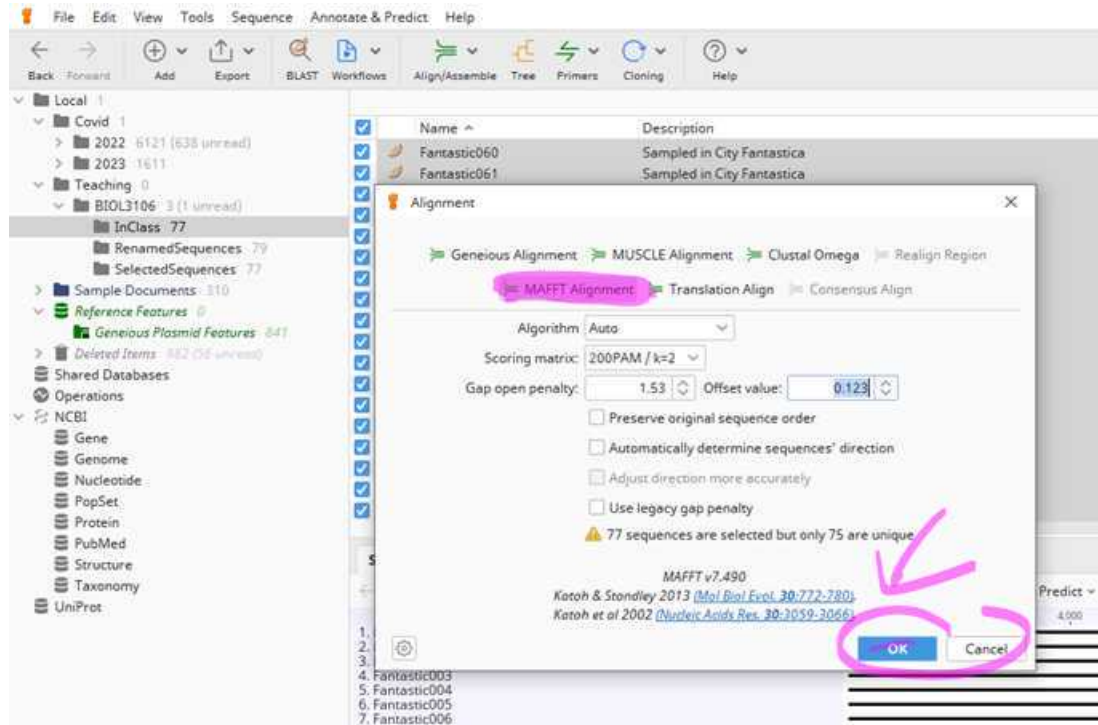 File Edit View Tools Sequence Annotate & Predict Help
Back Forward Add Export BLAST Workflows Align/Assemble Tree Primers Cloning Help
Local 1
Covid 1
2022 6121 (638 unread)
2023 1611
Teaching 0
BIOL3106 3 (1 unread)
InClass 77
RenamedSequences 79
SelectedSequences 77
Sample Documents 310
Reference Features 0
Geneious Plasmid Features 841
Deleted Items
Shared Databases
Operations
NCBI
Gene
Genome
Nucleotide
PopSet
Protein
PubMed
Structure
Taxonomy
UniProt
Name Description
Fantastic060 Sampled in City Fantastica
Fantastic061 Sampled in City Fantastica
Alignment
Geneious Alignment MUSCLE Alignment Clustal Omega Realign Region
MAFFT Alignment Translation Align Consensus Align
Algorithm Auto
Scoring matrix: 200PAM / k=2
Gap open penalty: 1.53 Offset value: 0.123
Preserve original sequence order
Automatically determine sequences' direction
Adjust direction more accurately
Use legacy gap penalty
77 sequences are selected but only 75 are unique
MAFFT v7.490
Katoh & Standley 2013 (Mol Biol Evol. 30:772-780).
Katoh et al 2002 (Nucleic Acids Res. 30:3059-3066).
OK Cancel
Predict
4,000
1.
2.
3.
4. Fantastic003
5. Fantastic004
6. Fantastic005
7. Fantastic006